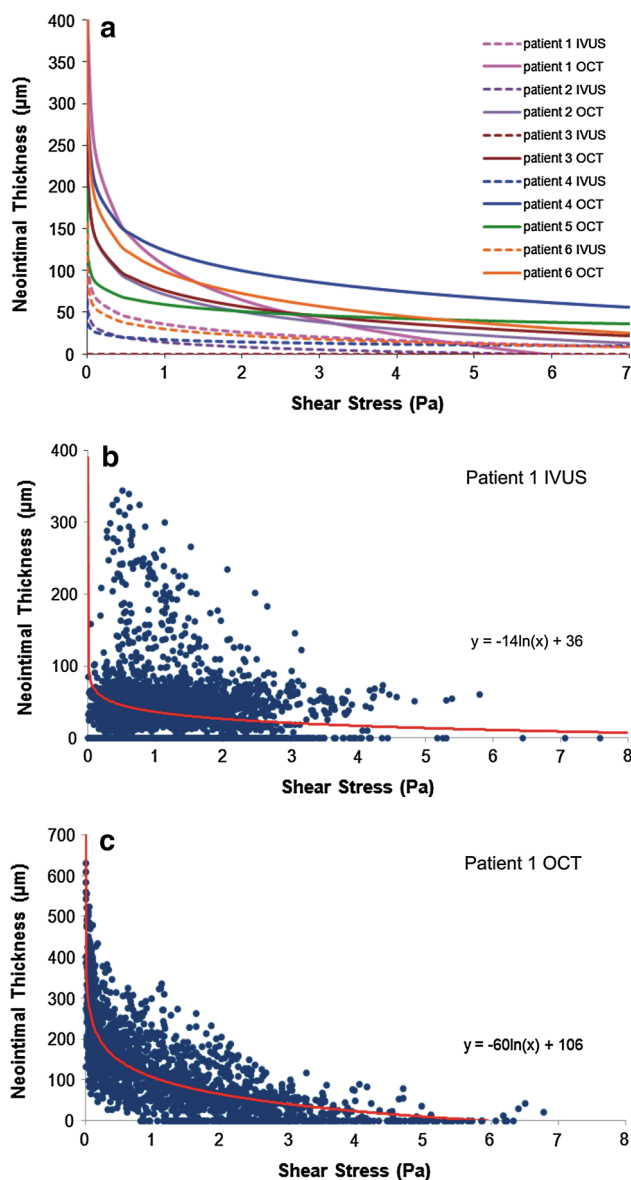 a
400
350
300
250
200
150
100
50
0
Neointimal Thickness (µm)
0 1 2 3 4 5 6 7
Shear Stress (Pa)
patient 1 IVUS
patient 1 OCT
patient 2 IVUS
patient 2 OCT
patient 3 IVUS
patient 3 OCT
patient 4 IVUS
patient 4 OCT
patient 5 OCT
patient 6 IVUS
patient 6 OCT
b
Patient 1 IVUS
400
300
200
100
0
Neointimal Thickness (µm)
y = -14ln(x) + 36
0 1 2 3 4 5 6 7 8
Shear Stress (Pa)
c
Patient 1 OCT
700
600
500
400
300
200
100
0
Neointimal Thickness (µm)
y = -60ln(x) + 106
0 1 2 3 4 5 6 7 8
Shear Stress (Pa)